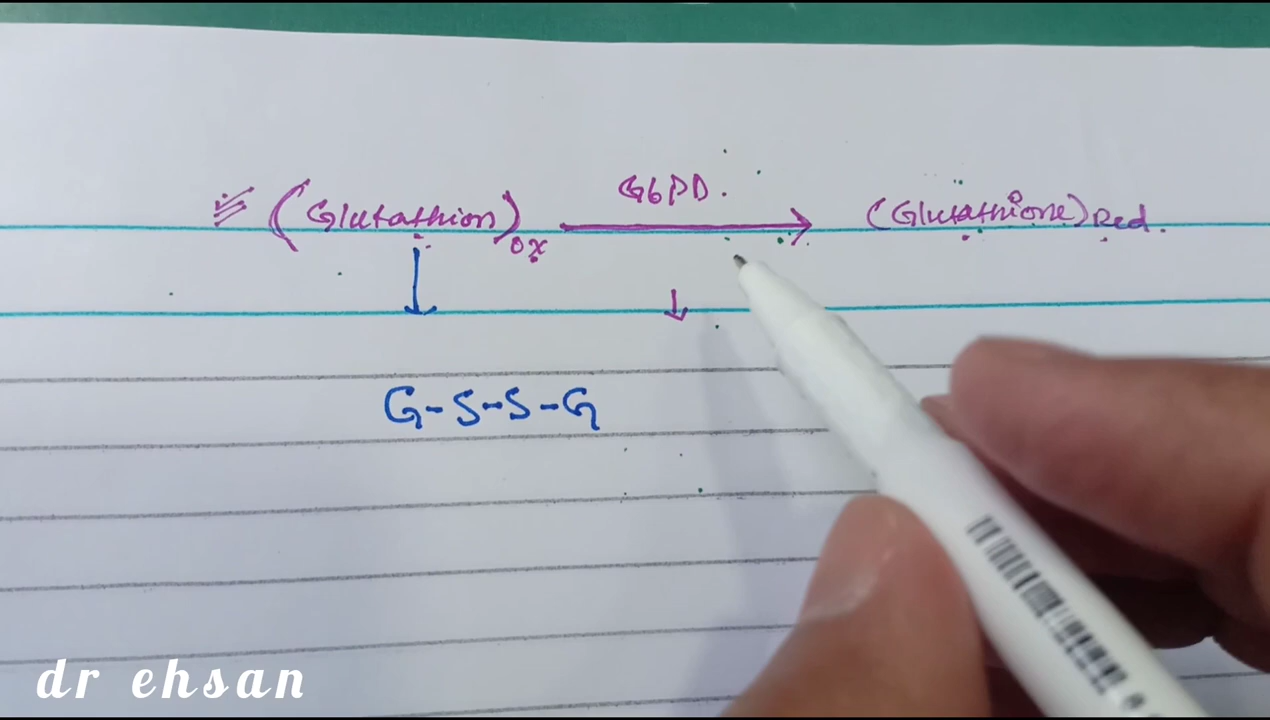 G6PD.
(Glutathion)ox → (Glutathione)Red.
↓ ↓
G-S-S-G
dr ehsan